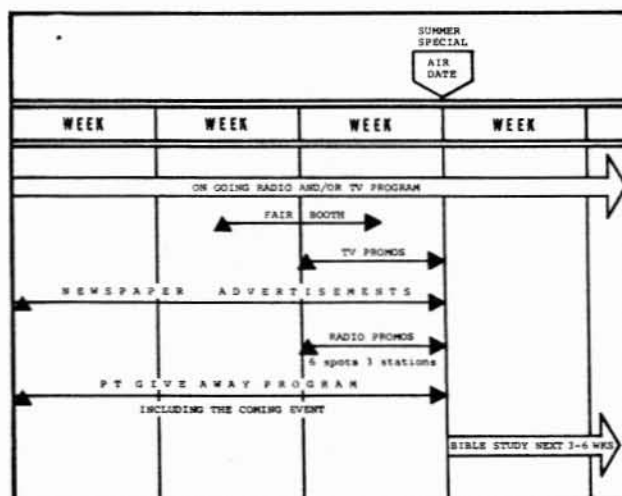 SUMMER
SPECIAL
AIR
DATE
WEEK WEEK WEEK WEEK
ON GOING RADIO AND/OR TV PROGRAM
FAIR BOOTH
TV PROMOS
NEWSPAPER ADVERTISEMENTS
RADIO PROMOS
6 spots 3 stations
PT GIVE AWAY PROGRAM
INCLUDING THE COMING EVENT
BIBLE STUDY NEXT 3-6 WKS